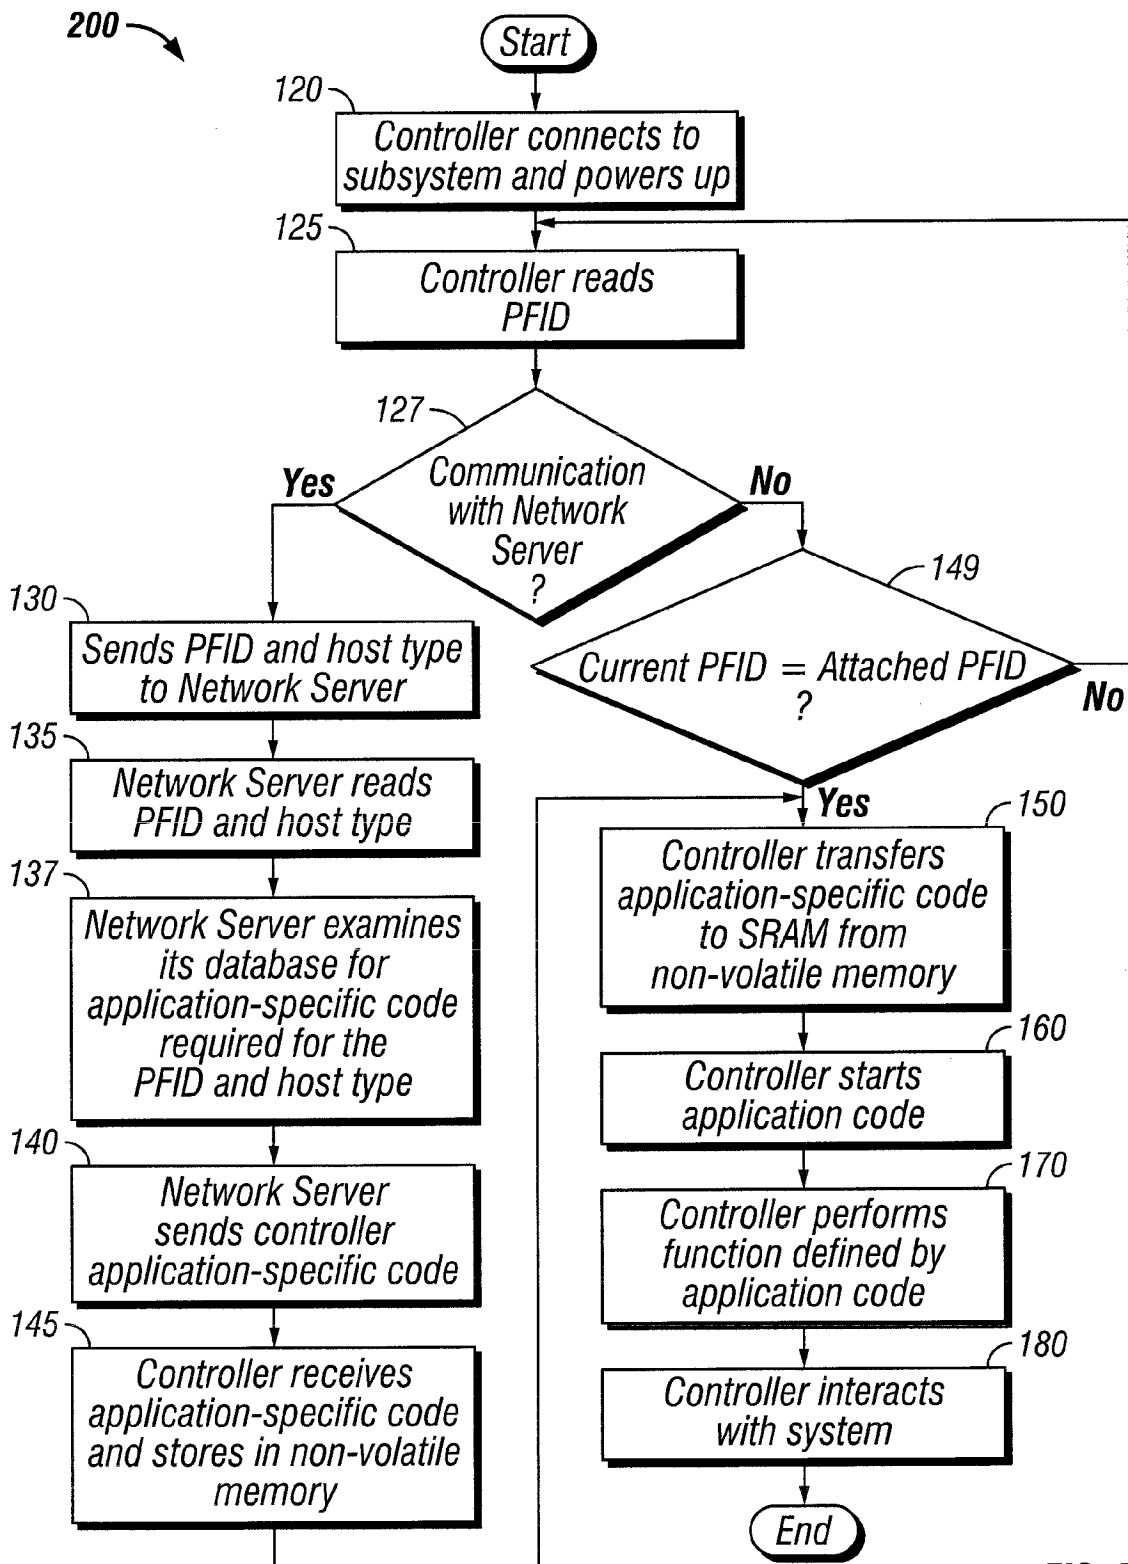 200
Start
120
Controller connects to
subsystem and powers up
125
Controller reads
PFID
127
Communication
with Network
Server
?
Yes
No
130
Sends PFID and host type
to Network Server
135
Network Server reads
PFID and host type
137
Network Server examines
its database for
application-specific code
required for the
PFID and host type
140
Network Server
sends controller
application-specific code
145
Controller receives
application-specific code
and stores in non-volatile
memory
149
Current PFID = Attached PFID
?
No
Yes
150
Controller transfers
application-specific code
to SRAM from
non-volatile memory
160
Controller starts
application code
170
Controller performs
function defined by
application code
180
Controller interacts
with system
End